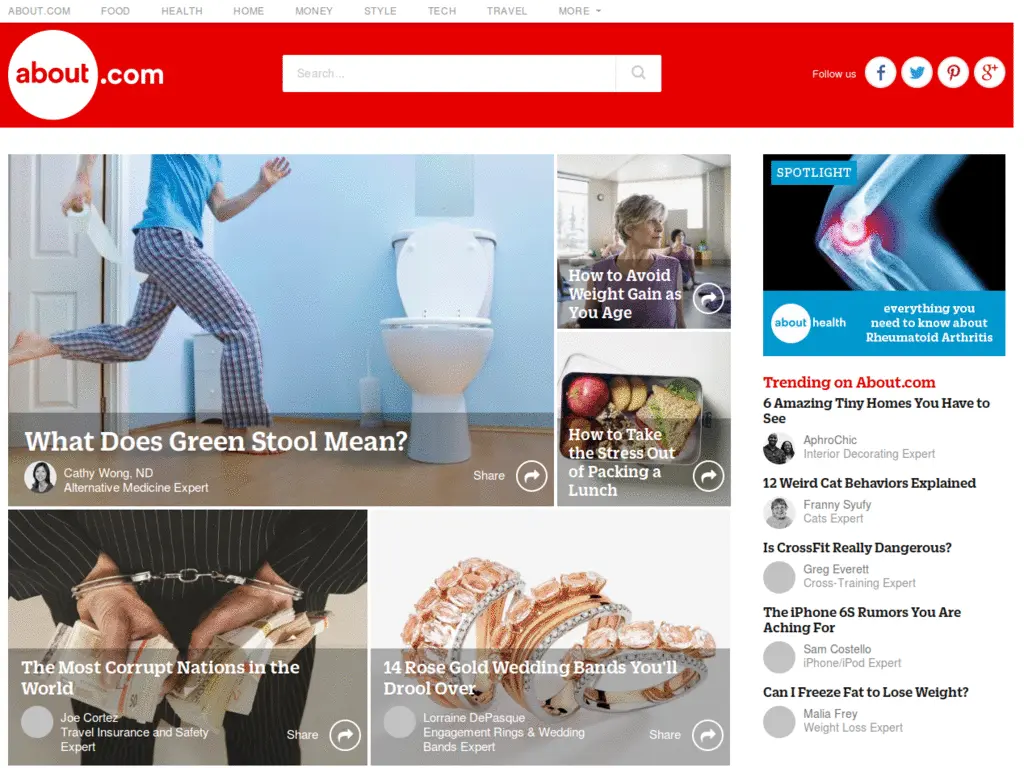 ABOUT.COM FOOD HEALTH HOME MONEY STYLE TECH TRAVEL MORE
about.com
Search...
Follow us
What Does Green Stool Mean?
Cathy Wong, ND
Alternative Medicine Expert
Share
How to Avoid
Weight Gain as
You Age
How to Take
the Stress Out
of Packing a
Lunch
The Most Corrupt Nations in the
World
Joe Cortez
Travel Insurance and Safety
Expert
Share
14 Rose Gold Wedding Bands You'll
Drool Over
Lorraine DePasque
Engagement Rings & Wedding
Bands Expert
Share
SPOTLIGHT
about health
everything you
need to know about
Rheumatoid Arthritis
Trending on About.com
6 Amazing Tiny Homes You Have to
See
AphroChic
Interior Decorating Expert
12 Weird Cat Behaviors Explained
Franny Syufy
Cats Expert
Is CrossFit Really Dangerous?
Greg Everett
Cross-Training Expert
The iPhone 6S Rumors You Are
Aching For
Sam Costello
iPhone/iPod Expert
Can I Freeze Fat to Lose Weight?
Malia Frey
Weight Loss Expert